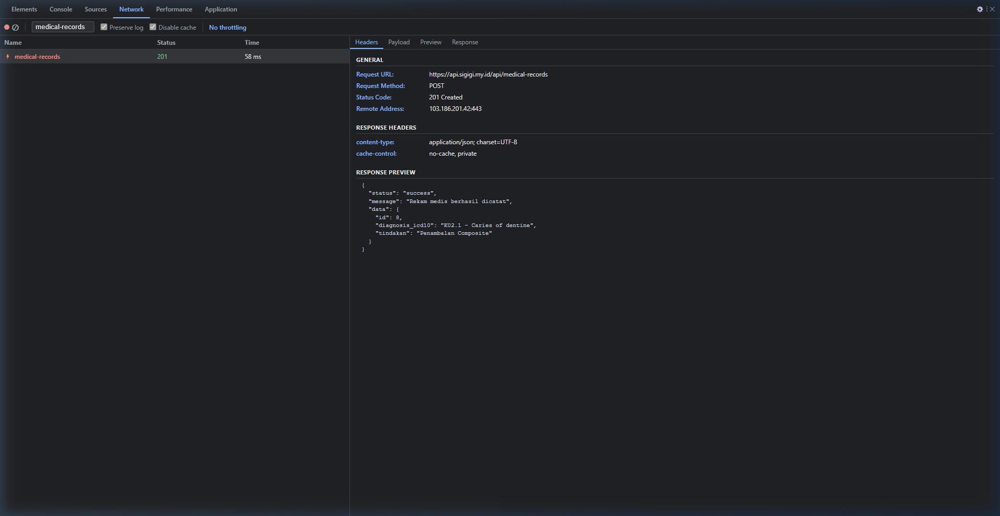 Elements Console Sources Network Performance Application
medical-records Preserve log Disable cache No throttling
Name Status Time
medical-records 201 58 ms
Headers Payload Preview Response
GENERAL
Request URL: https://api.sigigi.my.id/api/medical-records
Request Method: POST
Status Code: 201 Created
Remote Address: 103.186.201.42:443
RESPONSE HEADERS
content-type: application/json; charset=UTF-8
cache-control: no-cache, private
RESPONSE PREVIEW
{
  "status": "success",
  "message": "Rekam medis berhasil dicatat",
  "data": {
    "id": 8,
    "diagnosis_icd10": "K02.1 - Caries of dentine",
    "tindakan": "Penambalan Composite"
  }
}